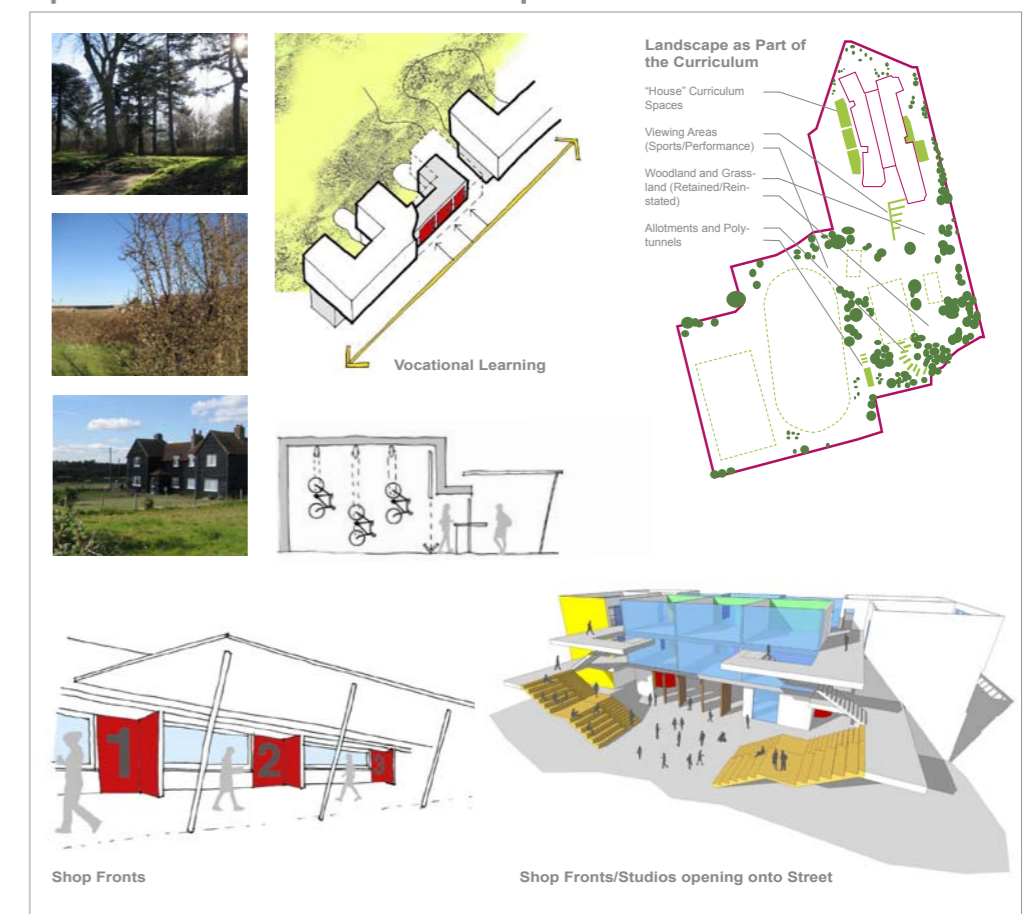 Landscape as Part of
the Curriculum
"House" Curriculum
Spaces
Viewing Areas
(Sports/Performance)
Woodland and Grass-
land (Retained/Rein-
stated)
Allotments and Poly-
tunnels
Vocational Learning
1
2
3
Shop Fronts
Shop Fronts/Studios opening onto Street